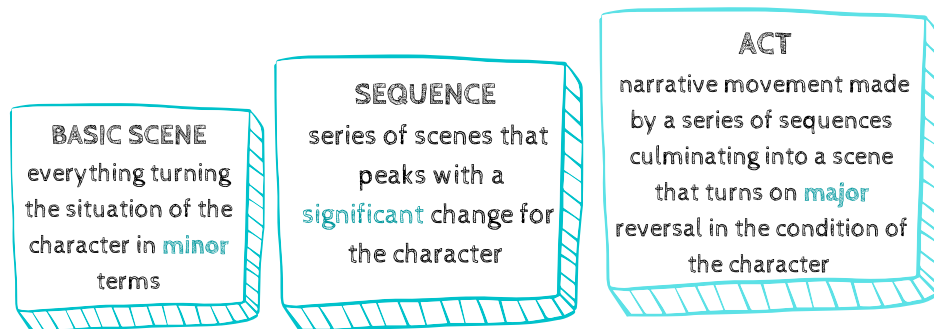 BASIC SCENE
everything turning
the situation of the
character in minor
terms
SEQUENCE
series of scenes that
peaks with a
significant change for
the character
ACT
narrative movement made
by a series of sequences
culminating into a scene
that turns on major
reversal in the condition of
the character